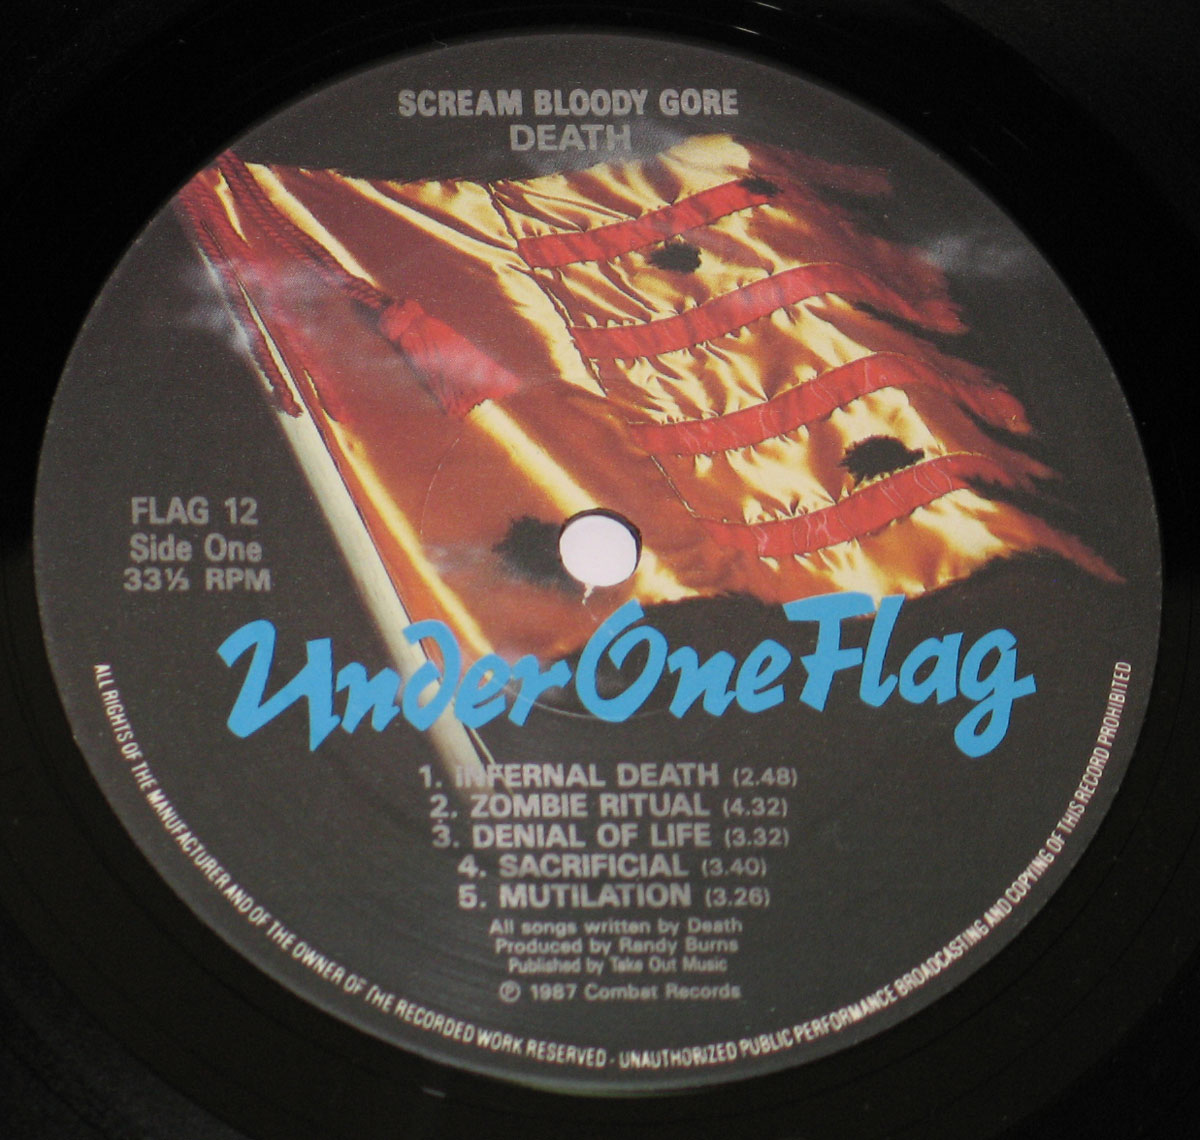 SCREAM BLOODY GORE
DEATH
FLAG 12
Side One
33⅓ RPM
Under One Flag
1. INFERNAL DEATH (2.48)
2. ZOMBIE RITUAL (4.32)
3. DENIAL OF LIFE (3.32)
4. SACRIFICIAL (3.40)
5. MUTILATION (3.26)
All songs written by Death
Produced by Randy Burns
Published by Take Out Music
℗ 1987 Combat Records
ALL RIGHTS OF THE MANUFACTURER AND OF THE OWNER OF THE RECORDED WORK RESERVED - UNAUTHORIZED PUBLIC PERFORMANCE BROADCASTING AND COPYING OF THIS RECORD PROHIBITED